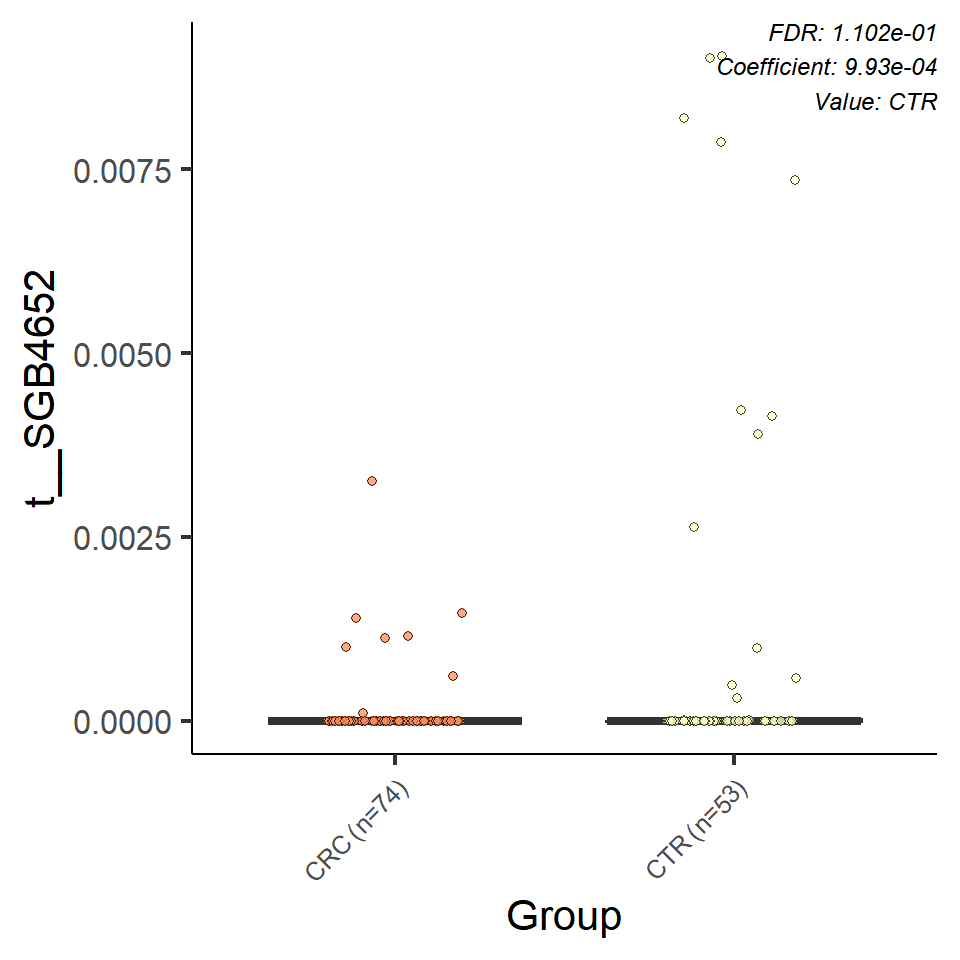 FDR: 1.102e-01
Coefficient: 9.93e-04
Value: CTR
t__SGB4652
0.0075
0.0050
0.0025
0.0000
CRC (n=74)
CTR (n=53)
Group